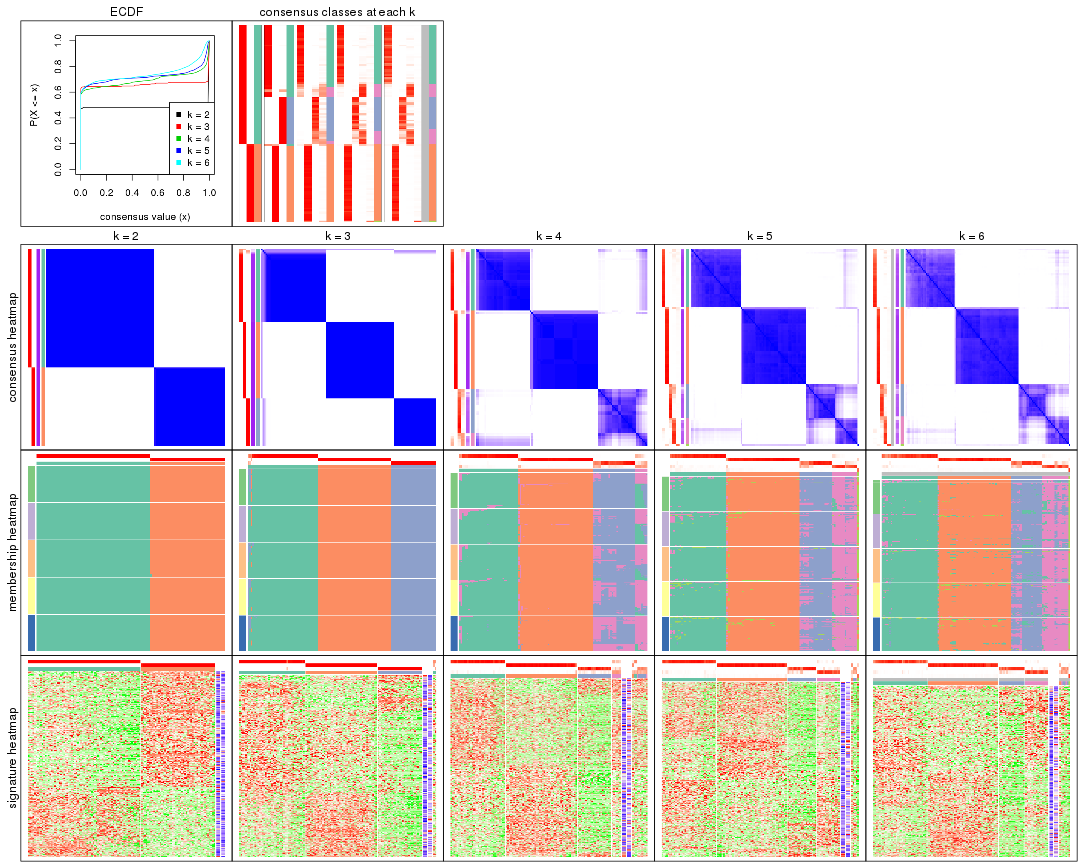 ECDF
consensus classes at each k
P(X <= x)
1.0
0.8
0.6
0.4
0.2
0.0
k = 2
k = 3
k = 4
k = 5
k = 6
0.0 0.2 0.4 0.6 0.8 1.0
consensus value (x)
k = 2
k = 3
k = 4
k = 5
k = 6
consensus heatmap
membership heatmap
signature heatmap